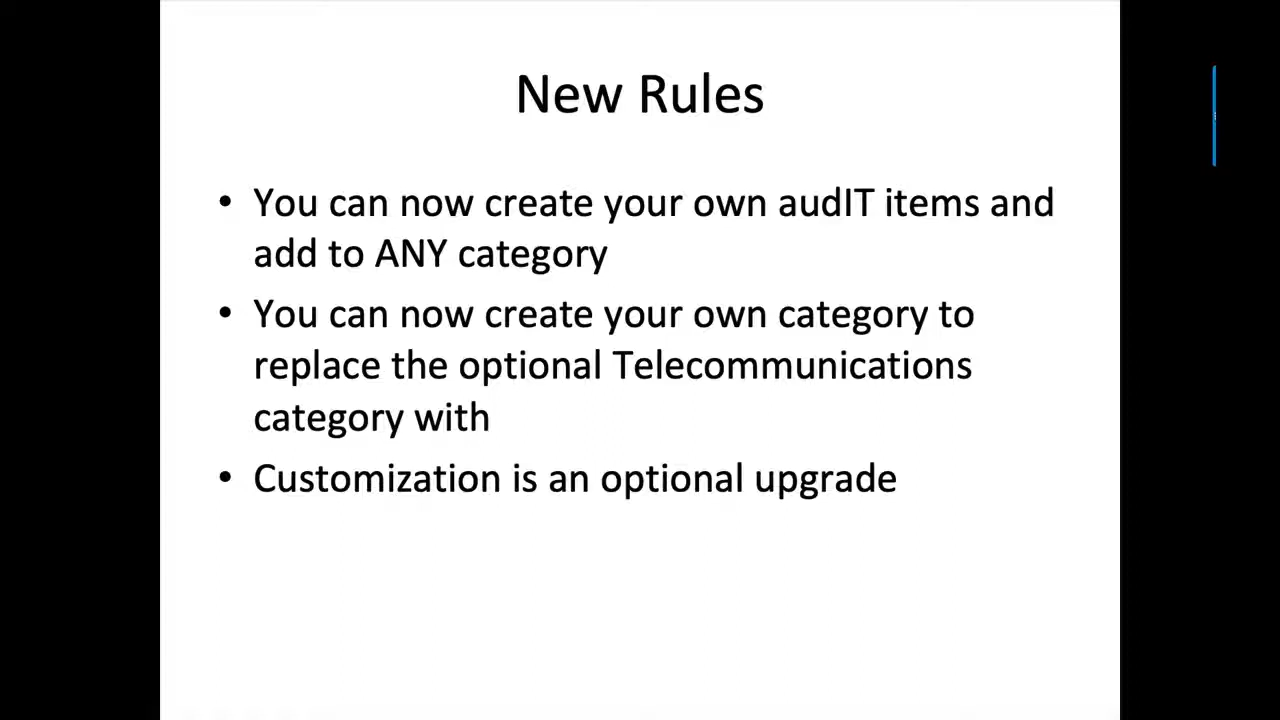 New Rules
• You can now create your own audIT items and
add to ANY category
• You can now create your own category to
replace the optional Telecommunications
category with
• Customization is an optional upgrade